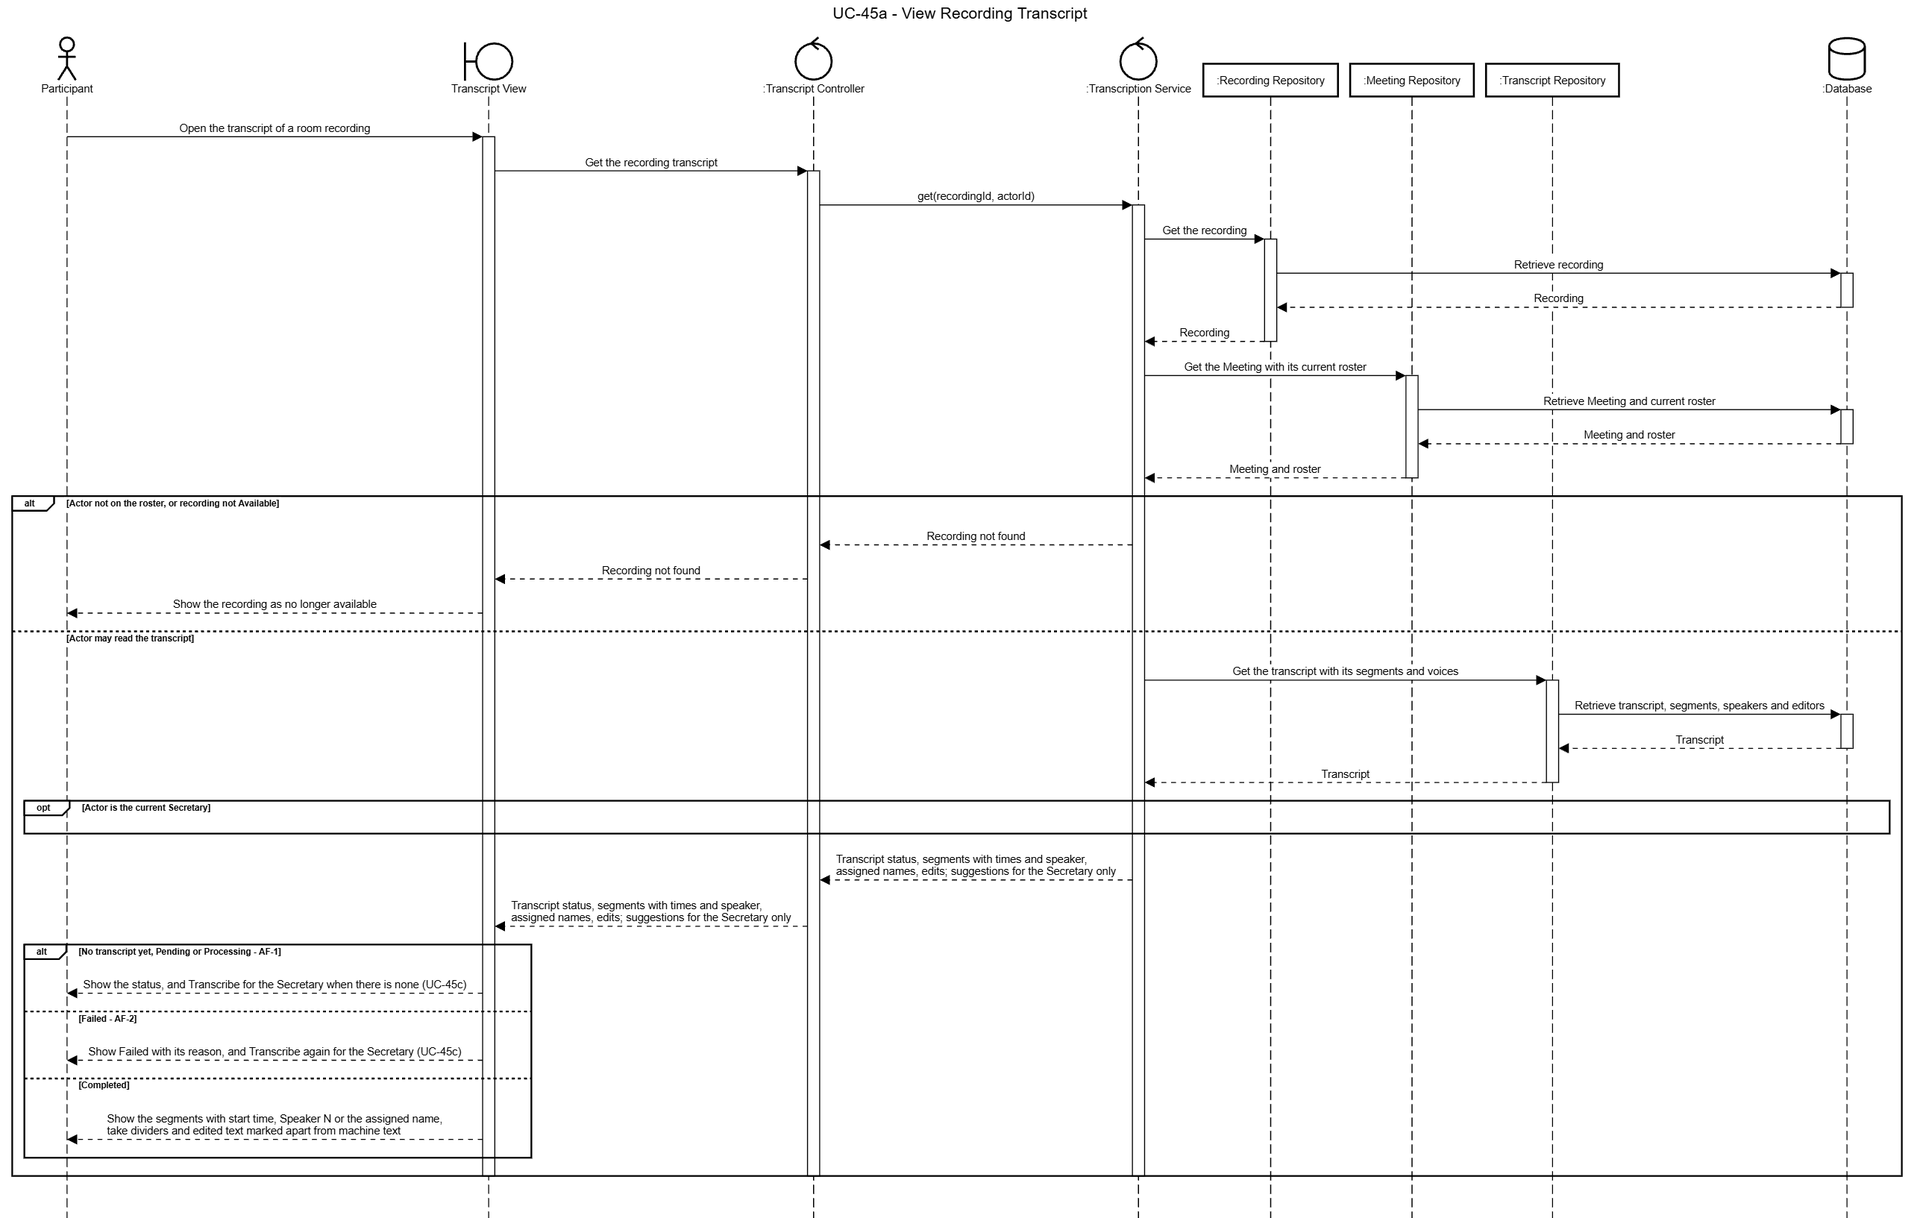 UC-45a - View Recording Transcript
Participant
Transcript View
:Transcript Controller
:Transcription Service
:Recording Repository
:Meeting Repository
:Transcript Repository
:Database
Open the transcript of a room recording
Get the recording transcript
get(recordingId, actorId)
Get the recording
Retrieve recording
Recording
Recording
Get the Meeting with its current roster
Retrieve Meeting and current roster
Meeting and roster
Meeting and roster
alt
[Actor not on the roster, or recording not Available]
Recording not found
Recording not found
Show the recording as no longer available
[Actor may read the transcript]
Get the transcript with its segments and voices
Retrieve transcript, segments, speakers and editors
Transcript
Transcript
opt
[Actor is the current Secretary]
Transcript status, segments with times and speaker,
assigned names, edits; suggestions for the Secretary only
Transcript status, segments with times and speaker,
assigned names, edits; suggestions for the Secretary only
alt
[No transcript yet, Pending or Processing - AF-1]
Show the status, and Transcribe for the Secretary when there is none (UC-45c)
[Failed - AF-2]
Show Failed with its reason, and Transcribe again for the Secretary (UC-45c)
[Completed]
Show the segments with start time, Speaker N or the assigned name,
take dividers and edited text marked apart from machine text